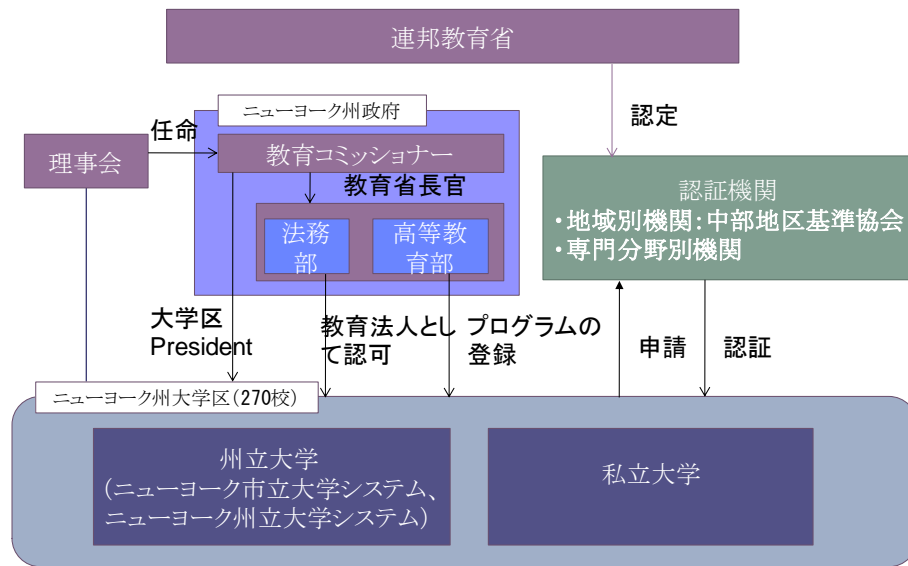 連邦教育省
ニューヨーク州政府
任命
認定
理事会
教育コミッショナー
教育省長官
認証機関
・地域別機関：中部地区基準協会
・専門分野別機関
法務
部
高等教
育部
大学区
President
教育法人とし
て認可
プログラムの
登録
申請
認証
ニューヨーク州大学区（270校）
州立大学
（ニューヨーク市立大学システム、
ニューヨーク州立大学システム）
私立大学